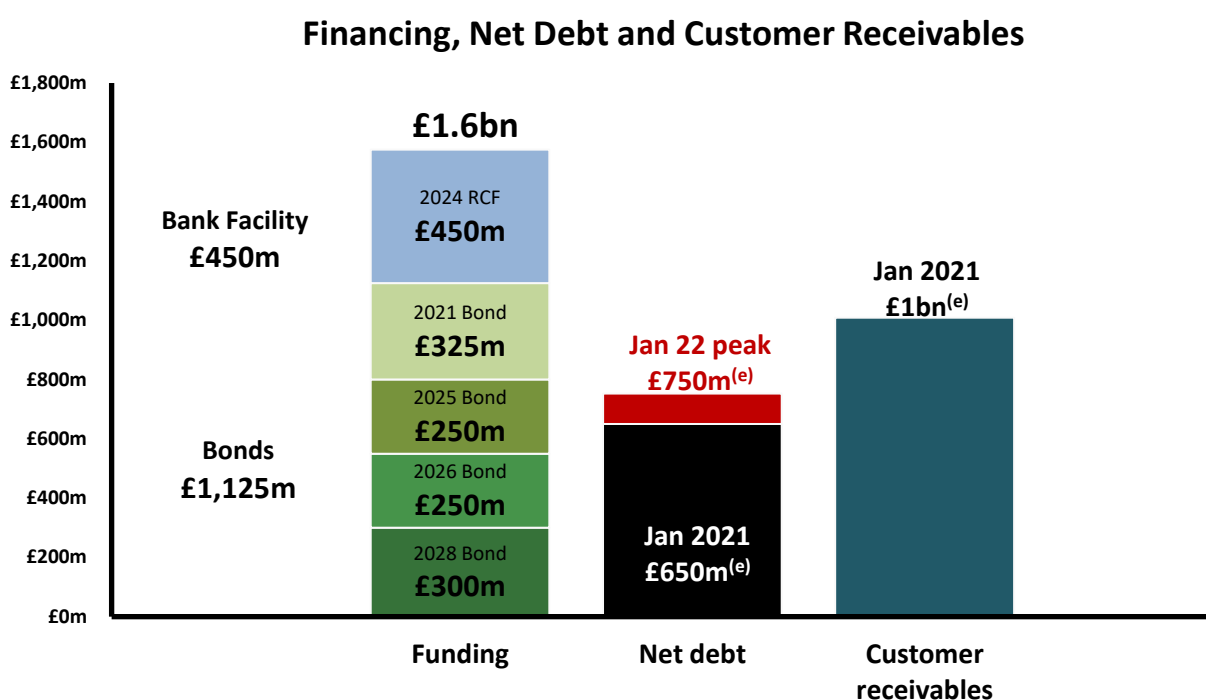 Financing, Net Debt and Customer Receivables
£1,800m
£1,600m
£1,400m
£1,200m
£1,000m
£800m
£600m
£400m
£200m
£0m
Bank Facility
£450m
Bonds
£1,125m
£1.6bn
2024 RCF
£450m
2021 Bond
£325m
2025 Bond
£250m
2026 Bond
£250m
2028 Bond
£300m
Jan 22 peak
£750m(e)
Jan 2021
£650m(e)
Jan 2021
£1bn(e)
Funding
Net debt
Customer
receivables